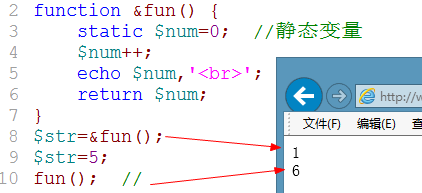 2 function &fun() {
3 static $num=0; //静态变量
4 $num++;
5 echo $num,'<br>';
6 return $num;
7 }
8 $str=&fun();
9 $str=5;
10 fun(); //
http://w
文件(F) 编辑(E)
1
6